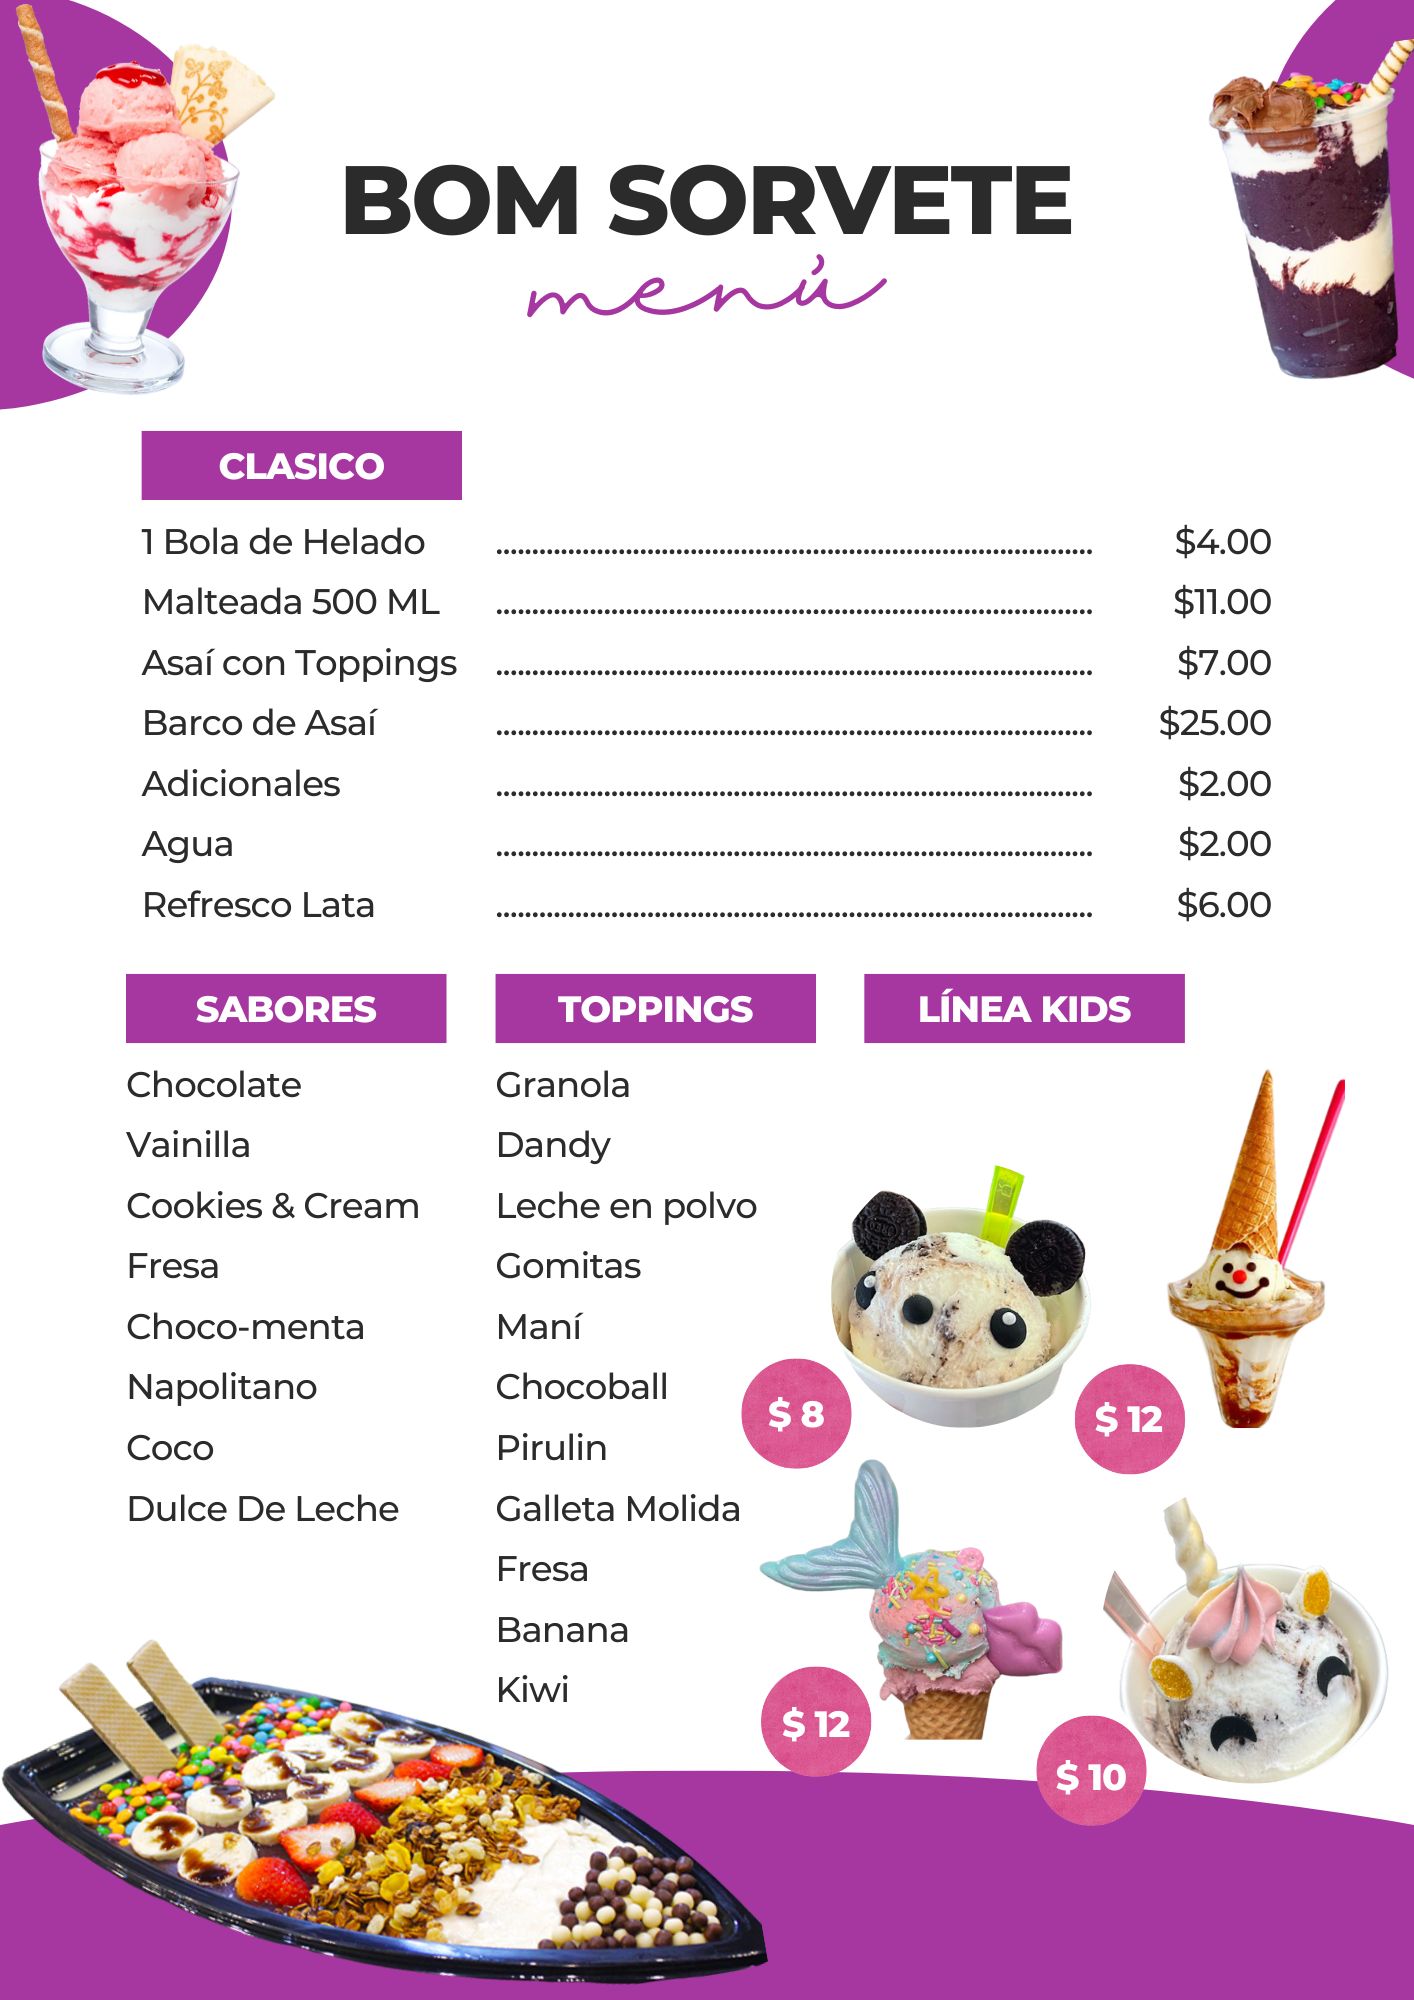 BOM SORVETE
menú
CLASICO
1 Bola de Helado ........ $4.00
Malteada 500 ML ........ $11.00
Asaí con Toppings ........ $7.00
Barco de Asaí ........ $25.00
Adicionales ........ $2.00
Agua ........ $2.00
Refresco Lata ........ $6.00
SABORES
Chocolate
Vainilla
Cookies & Cream
Fresa
Choco-menta
Napolitano
Coco
Dulce De Leche
TOPPINGS
Granola
Dandy
Leche en polvo
Gomitas
Maní
Chocoball
Pirulin
Galleta Molida
Fresa
Banana
Kiwi
LÍNEA KIDS
$ 8
$ 12
$ 12
$ 10